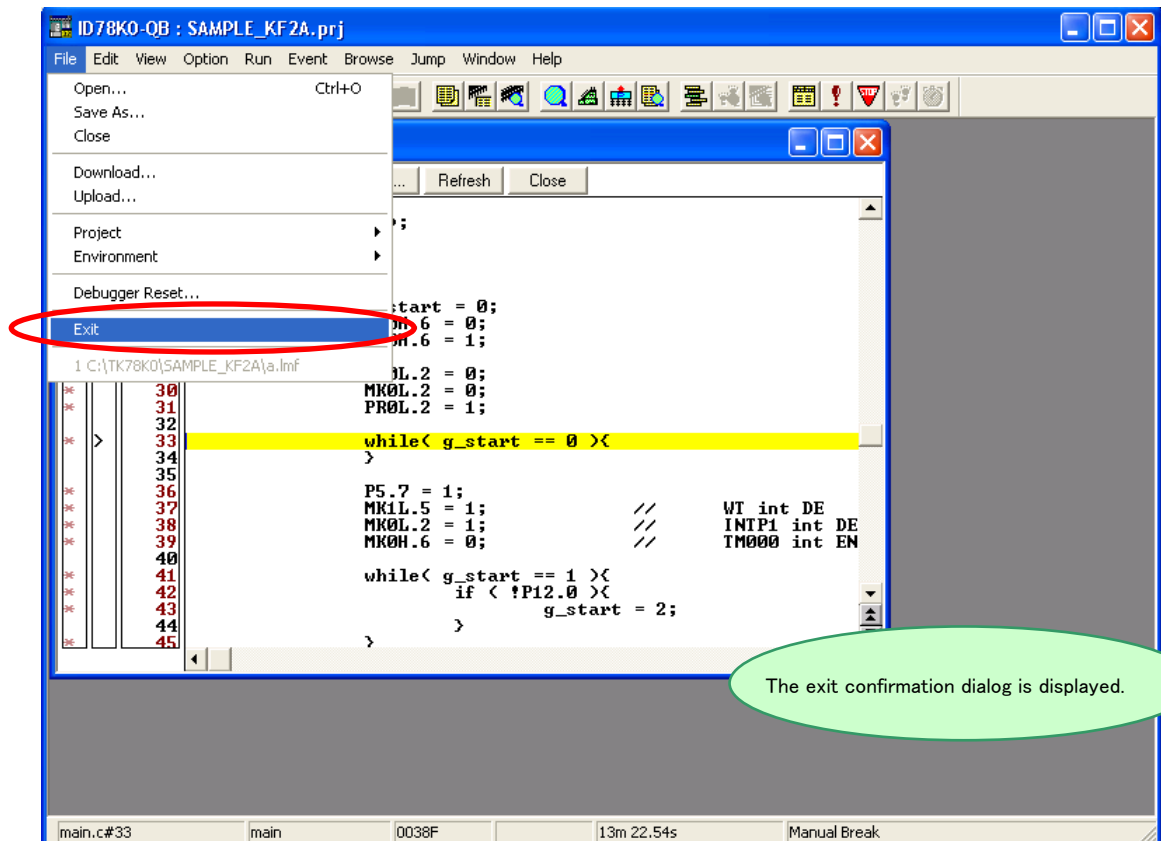 ID78K0-QB : SAMPLE_KF2A.prj
File Edit View Option Run Event Browse Jump Window Help
Open... Ctrl+O
Save As...
Close
Download...
Upload...
Project
Environment
Debugger Reset...
Exit
1 C:\TK78K0\SAMPLE_KF2A\a.lmf
... Refresh Close
;
start = 0;
0H.6 = 0;
0H.6 = 1;
0L.2 = 0;
30 MK0L.2 = 0;
31 PR0L.2 = 1;
32
> 33 while( g_start == 0 ){
34 }
35
36 P5.7 = 1;
37 MK1L.5 = 1; // WT int DE
38 MK0L.2 = 1; // INTP1 int DE
39 MK0H.6 = 0; // TM000 int EN
40
41 while( g_start == 1 ){
42 if ( !P12.0 ){
43 g_start = 2;
44 }
45 }
The exit confirmation dialog is displayed.
main.c#33 main 0038F 13m 22.54s Manual Break